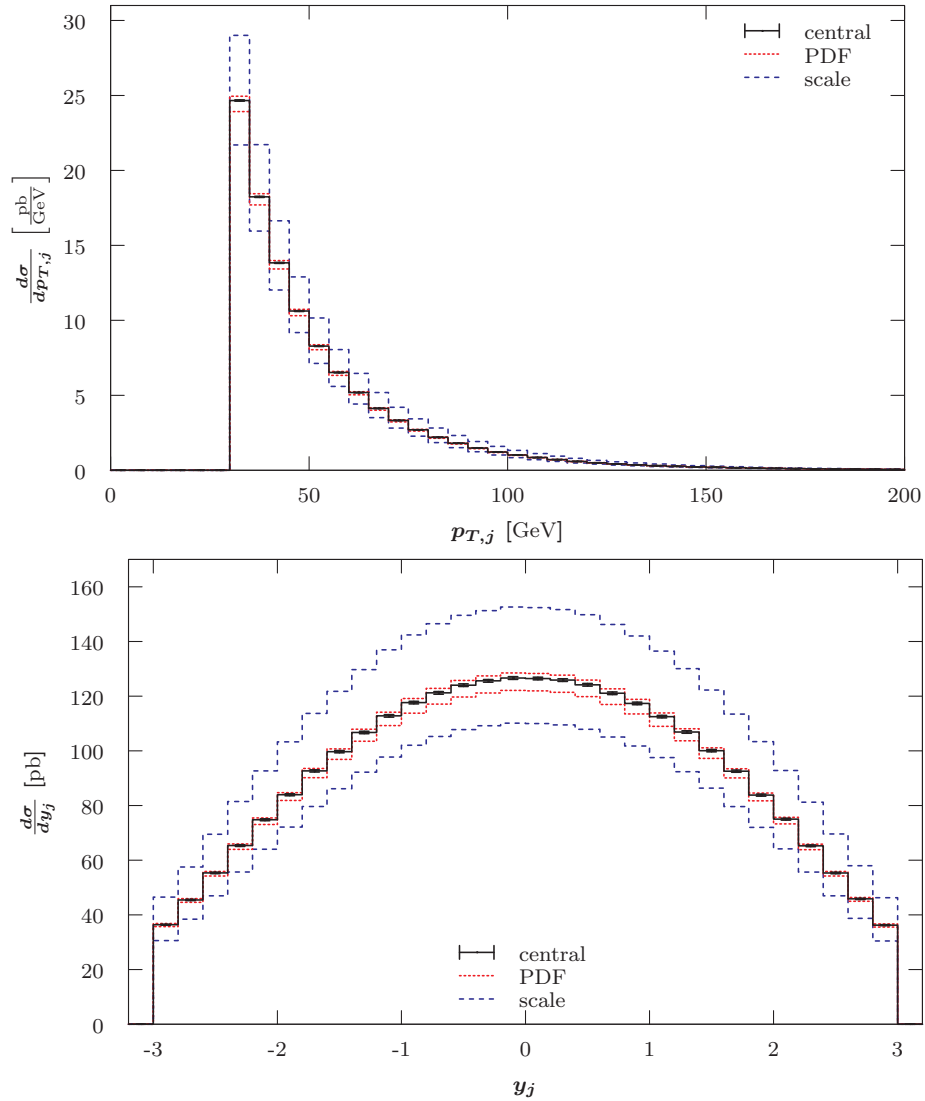 30
25
20
15
10
5
0
dσ/dp_{T,j} [pb/GeV]
central
PDF
scale
0 50 100 150 200
p_{T,j} [GeV]
160
140
120
100
80
60
40
20
0
dσ/dy_j [pb]
central
PDF
scale
-3 -2 -1 0 1 2 3
y_j